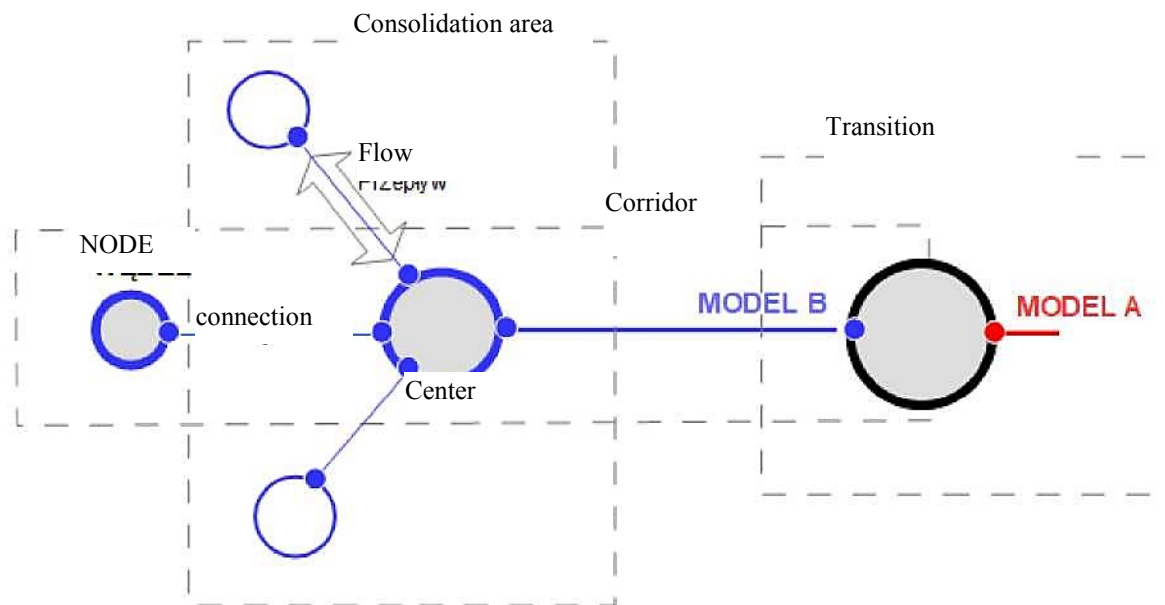 Consolidation area
Transition
Flow
Przepływ
Corridor
NODE
MODEL B
MODEL A
connection
Center